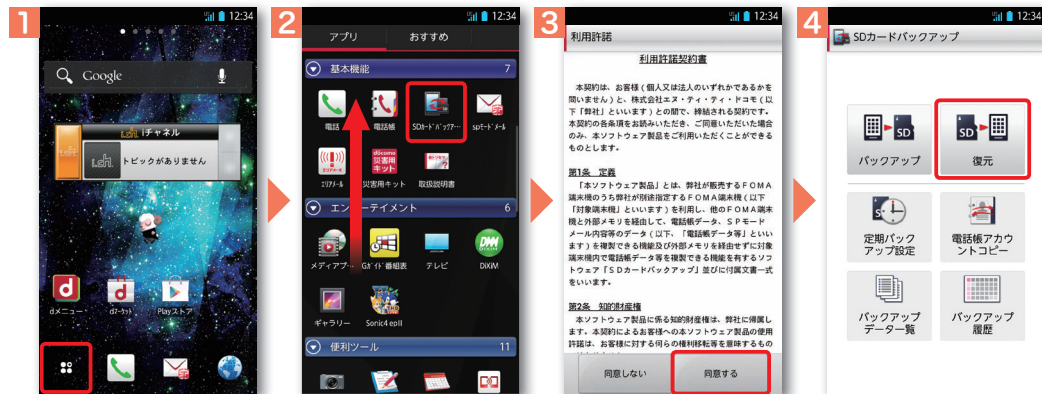 1
12:34
Google
iチャネル
トピックがありません
dメニュー
dマーケット
Playストア
2
12:34
アプリ
おすすめ
基本機能
7
電話
電話帳
SDカードバックア…
spモードメール
エリアメール
災害用キット
取扱説明書
エンターテイメント
6
メディアプ…
Gガイド番組表
テレビ
DiXiM
ギャラリー
Sonic4 epII
便利ツール
11
3
12:34
利用許諾
利用許諾契約書
本契約は、お客様(個人又は法人のいずれかであるかを
問いません)と、株式会社エヌ・ティ・ティ・ドコモ(以
下「弊社」といいます)との間で、締結される契約です。
本契約の各条項をお読みいただき、ご同意いただいた場合
のみ、本ソフトウェア製品をご利用いただくことができる
ものとします。
第1条 定義
「本ソフトウェア製品」とは、弊社が販売するFOMA
端末機のうち弊社が別途指定するFOMA端末機(以下
「対象端末機」といいます)を利用し、他のFOMA端末
機と外部メモリを経由して、電話帳データ、SPモード
メール内容等のデータ(以下、「電話帳データ等」といい
ます)を複製できる機能及び外部メモリを経由せずに対象
端末機内で電話帳データ等を複製できる機能を有するソフ
トウェア「SDカードバックアップ」並びに付属文書一式
をいいます。
第2条 知的財産権
本ソフトウェア製品に係る知的財産権は、弊社に帰属し
ます。本契約によるお客様への本ソフトウェア製品の使用
許諾は、お客様に対する何らの権利移転等を意味するもの
同意しない
同意する
4
12:34
SDカードバックアップ
SD
SD
バックアップ
復元
定期バック
アップ設定
電話帳アカウ
ントコピー
バックアップ
データ一覧
バックアップ
履歴